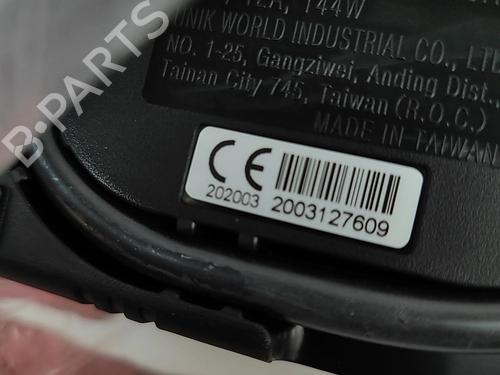 12A, 144W
UNIK WORLD INDUSTRIAL CO., LTD
NO. 1-25, Gangziwei, Anding Dist.
Tainan City 745, Taiwan (R.O.C.)
MADE IN TAIWAN
CE
202003 2003127609
B-PARTS